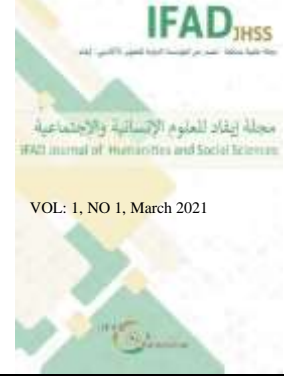 IFAD JHSS
مجلة إيفاد للعلوم الإنسانية والاجتماعية
IFAD Journal of Humanities and Social Sciences
VOL: 1, NO 1, March 2021